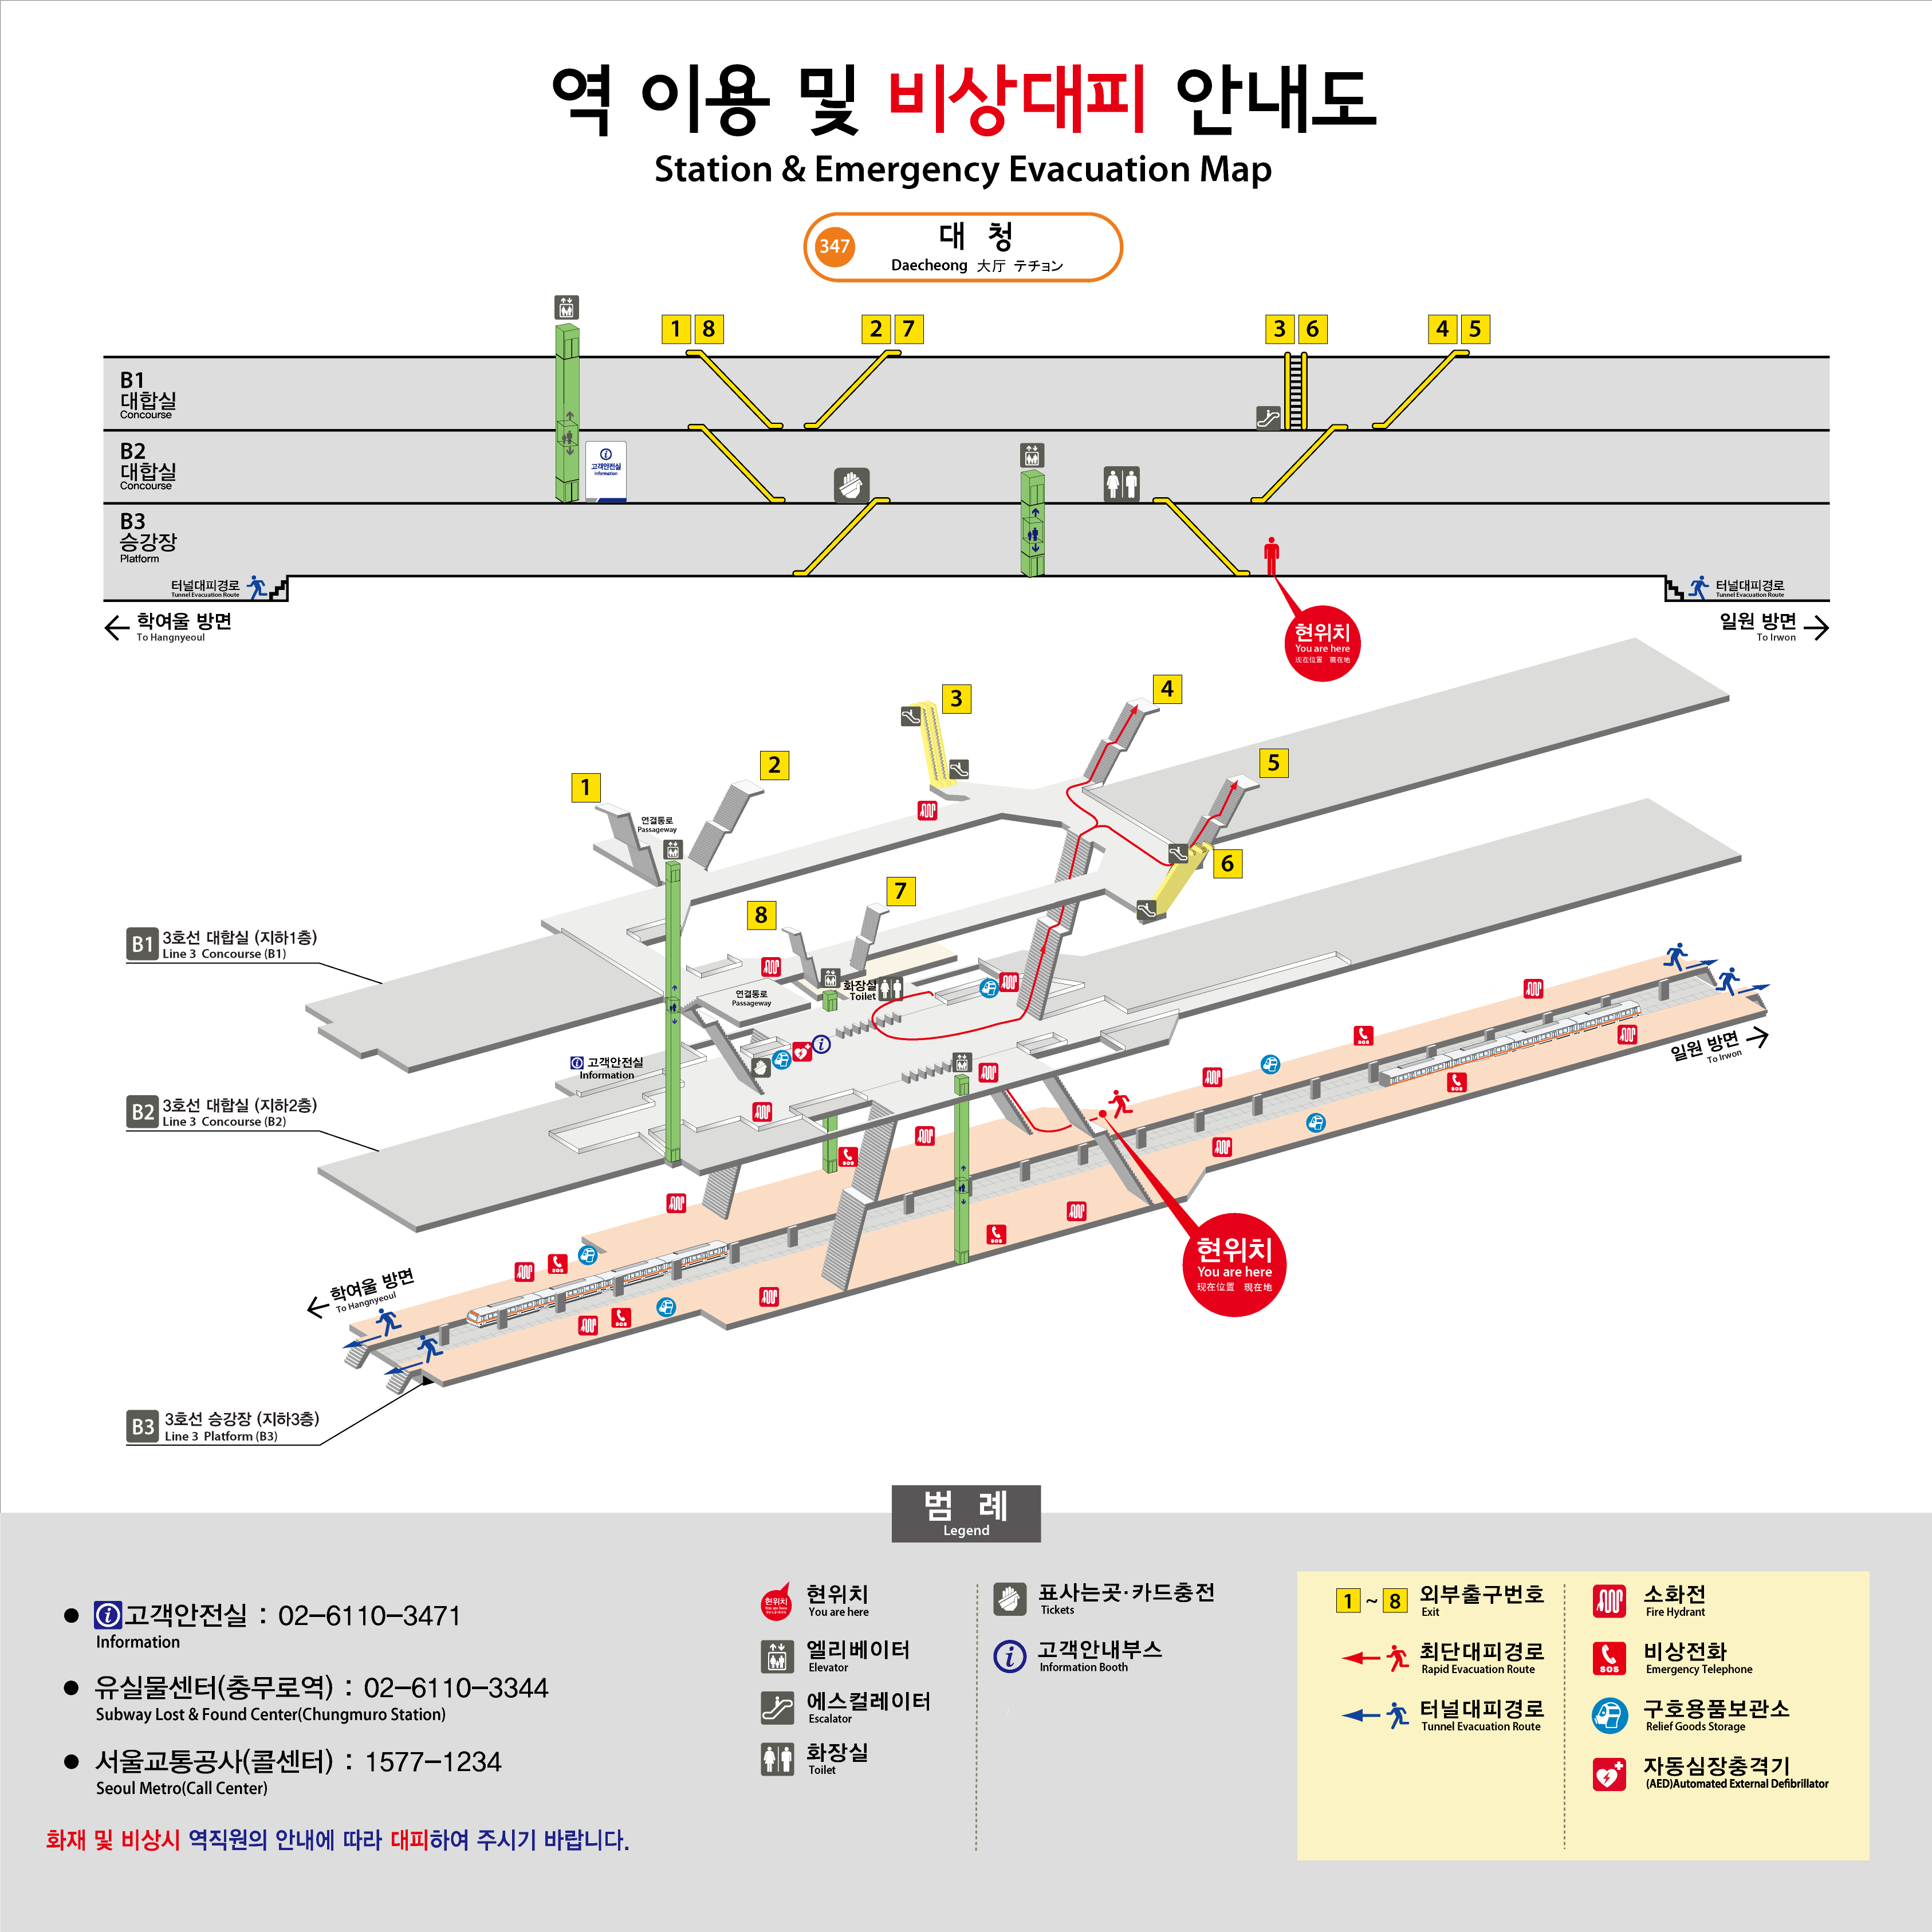 역 이용 및 비상대피 안내도
Station & Emergency Evacuation Map
347
대 청
Daecheong 大厅 テチョン
1 8
2 7
3 6
4 5
B1
대합실
Concourse
B2
대합실
Concourse
고객안전실
Information
B3
승강장
Platform
터널대피경로
Tunnel Evacuation Route
터널대피경로
Tunnel Evacuation Route
학여울 방면
To Hangnyeoul
일원 방면
To Irwon
현위치
You are here
现在位置 現在地
3
4
2
1
5
연결통로
Passageway
6
7
8
B1
3호선 대합실 (지하1층)
Line 3 Concourse (B1)
화장실
Toilet
연결통로
Passageway
고객안전실
Information
일원 방면
To Irwon
B2
3호선 대합실 (지하2층)
Line 3 Concourse (B2)
SOS
SOS
SOS
SOS
SOS
SOS
현위치
You are here
现在位置 現在地
학여울 방면
To Hangnyeoul
B3
3호선 승강장 (지하3층)
Line 3 Platform (B3)
범 례
Legend
고객안전실 : 02-6110-3471
Information
유실물센터(충무로역) : 02-6110-3344
Subway Lost & Found Center(Chungmuro Station)
서울교통공사(콜센터) : 1577-1234
Seoul Metro(Call Center)
화재 및 비상시 역직원의 안내에 따라 대피하여 주시기 바랍니다.
현위치
You are here
현위치
You are here
엘리베이터
Elevator
에스컬레이터
Escalator
화장실
Toilet
표사는곳·카드충전
Tickets
고객안내부스
Information Booth
1 ~ 8
외부출구번호
Exit
최단대피경로
Rapid Evacuation Route
터널대피경로
Tunnel Evacuation Route
소화전
Fire Hydrant
SOS
비상전화
Emergency Telephone
구호용품보관소
Relief Goods Storage
자동심장충격기
(AED)Automated External Defibrillator